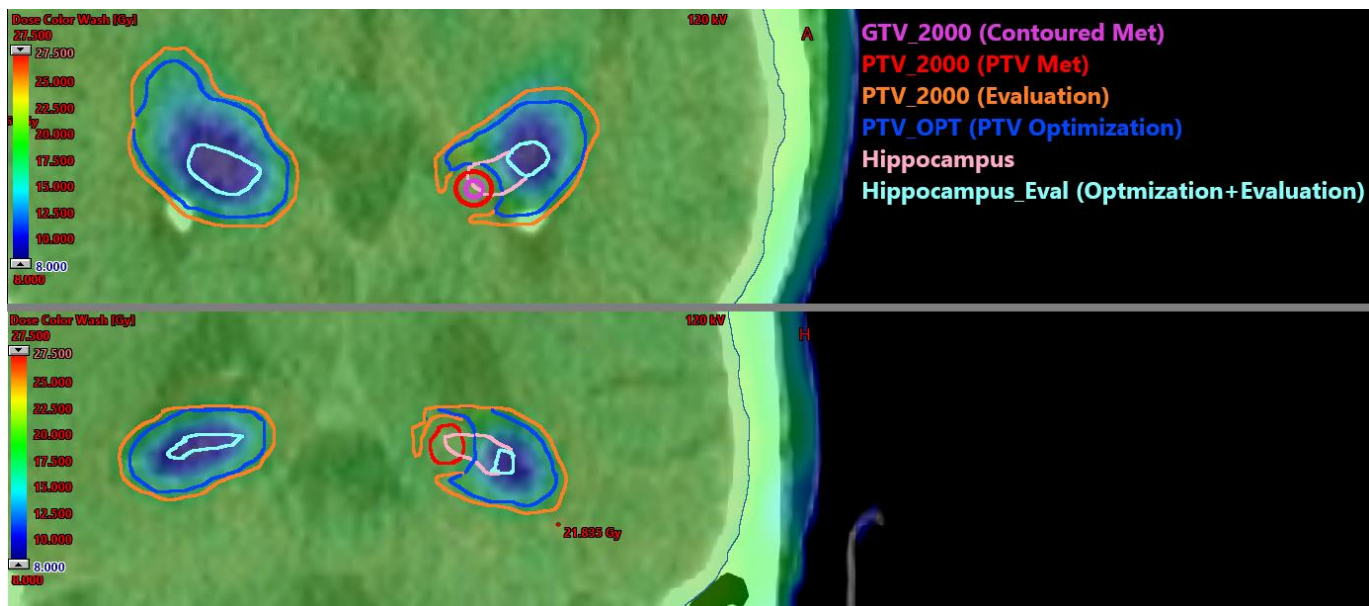 Dose Color Wash [Gy]
27.500
27.500
25.000
22.500
20.000
17.500
15.000
12.500
10.000
8.000
8.000
120 kV
A
GTV_2000 (Contoured Met)
PTV_2000 (PTV Met)
PTV_2000 (Evaluation)
PTV_OPT (PTV Optimization)
Hippocampus
Hippocampus_Eval (Optmization+Evaluation)
Dose Color Wash [Gy]
27.500
27.500
25.000
22.500
20.000
17.500
15.000
12.500
10.000
8.000
8.000
120 kV
H
21.835 Gy